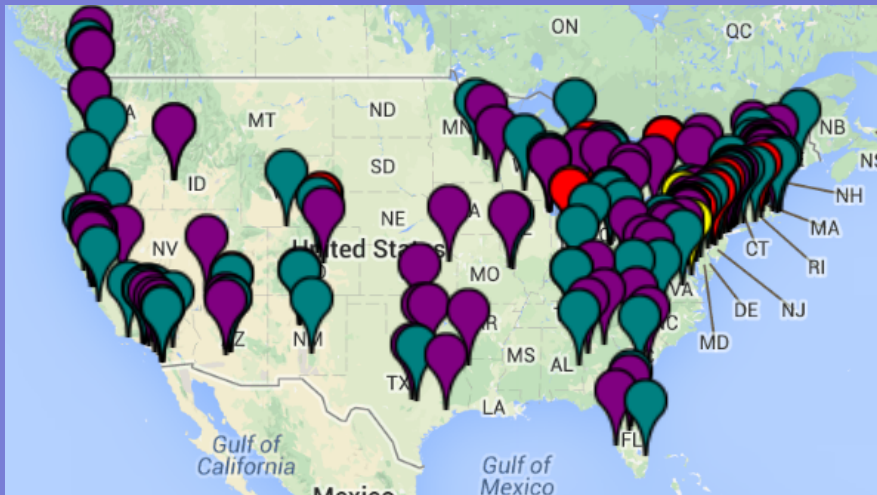 ON
QC
NB
NS
MT
ND
MN
SD
ID
NE
NH
MA
CT
RI
NJ
DE
MD
NV
United States
MO
VA
NM
MS
AL
TX
LA
FL
Gulf of
California
Gulf of
Mexico
Mexico